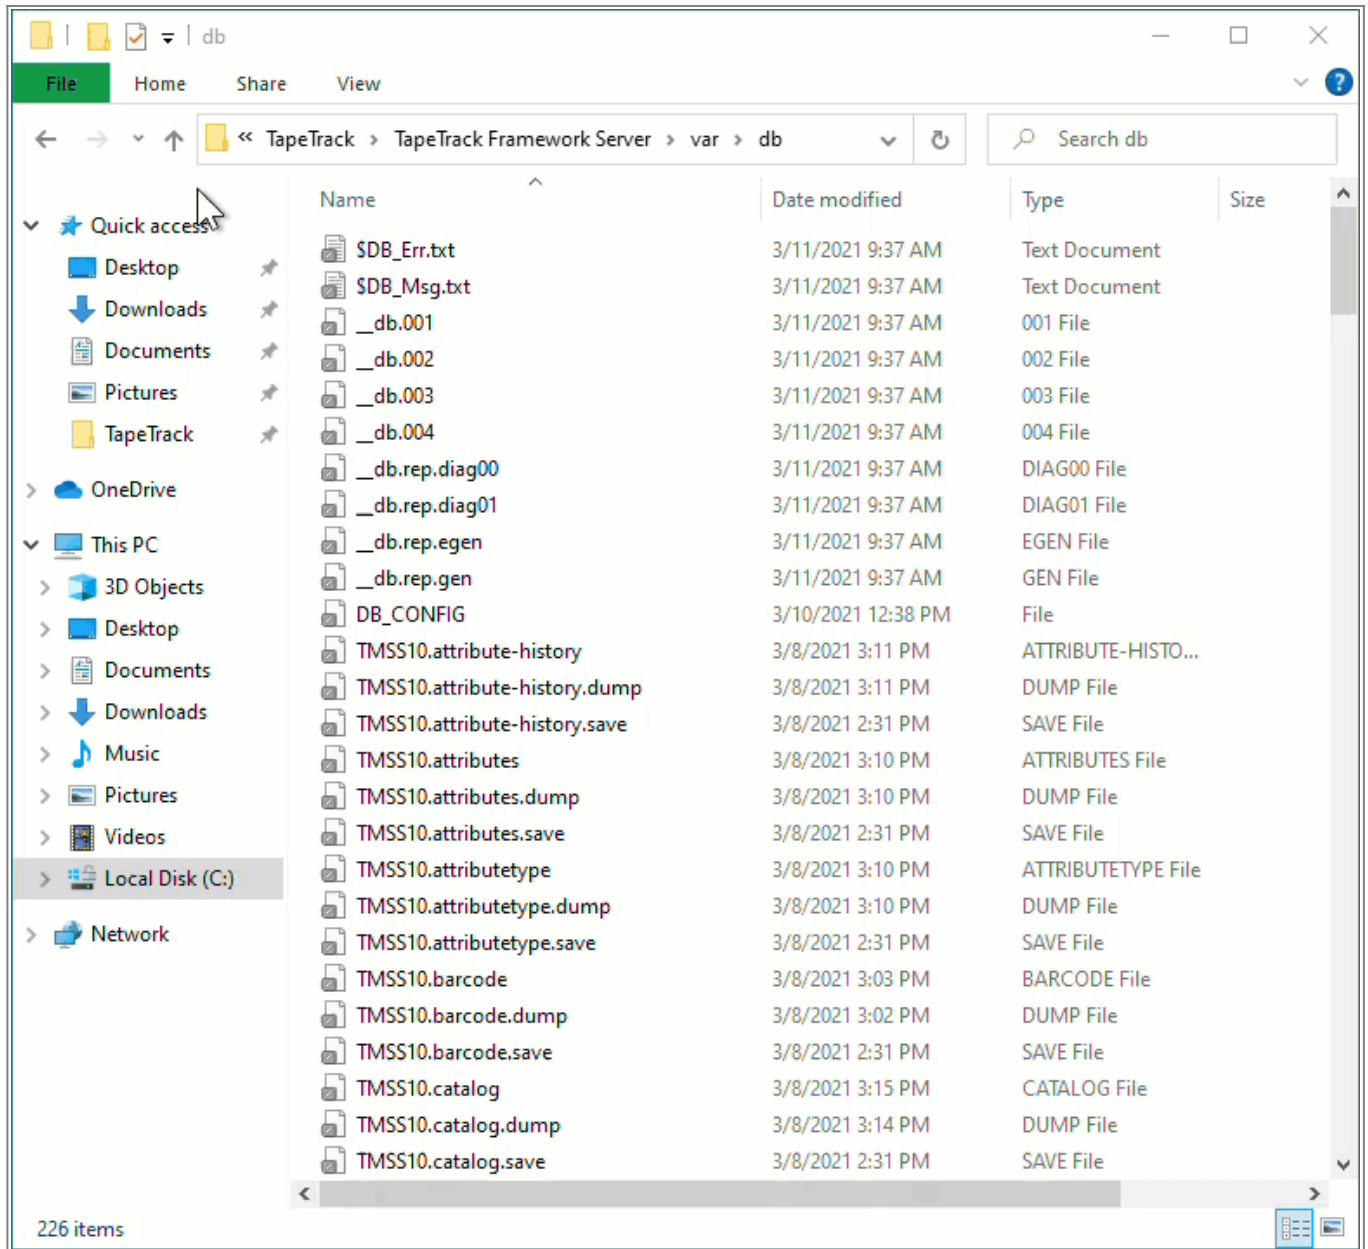 db
File Home Share View
« TapeTrack > TapeTrack Framework Server > var > db Search db
Name Date modified Type Size
Quick access
Desktop
Downloads
Documents
Pictures
TapeTrack
OneDrive
This PC
3D Objects
Desktop
Documents
Downloads
Music
Pictures
Videos
Local Disk (C:)
Network
$DB_Err.txt 3/11/2021 9:37 AM Text Document
$DB_Msg.txt 3/11/2021 9:37 AM Text Document
__db.001 3/11/2021 9:37 AM 001 File
__db.002 3/11/2021 9:37 AM 002 File
__db.003 3/11/2021 9:37 AM 003 File
__db.004 3/11/2021 9:37 AM 004 File
__db.rep.diag00 3/11/2021 9:37 AM DIAG00 File
__db.rep.diag01 3/11/2021 9:37 AM DIAG01 File
__db.rep.egen 3/11/2021 9:37 AM EGEN File
__db.rep.gen 3/11/2021 9:37 AM GEN File
DB_CONFIG 3/10/2021 12:38 PM File
TMSS10.attribute-history 3/8/2021 3:11 PM ATTRIBUTE-HISTO...
TMSS10.attribute-history.dump 3/8/2021 3:11 PM DUMP File
TMSS10.attribute-history.save 3/8/2021 2:31 PM SAVE File
TMSS10.attributes 3/8/2021 3:10 PM ATTRIBUTES File
TMSS10.attributes.dump 3/8/2021 3:10 PM DUMP File
TMSS10.attributes.save 3/8/2021 2:31 PM SAVE File
TMSS10.attributetype 3/8/2021 3:10 PM ATTRIBUTETYPE File
TMSS10.attributetype.dump 3/8/2021 3:10 PM DUMP File
TMSS10.attributetype.save 3/8/2021 2:31 PM SAVE File
TMSS10.barcode 3/8/2021 3:03 PM BARCODE File
TMSS10.barcode.dump 3/8/2021 3:02 PM DUMP File
TMSS10.barcode.save 3/8/2021 2:31 PM SAVE File
TMSS10.catalog 3/8/2021 3:15 PM CATALOG File
TMSS10.catalog.dump 3/8/2021 3:14 PM DUMP File
TMSS10.catalog.save 3/8/2021 2:31 PM SAVE File
226 items